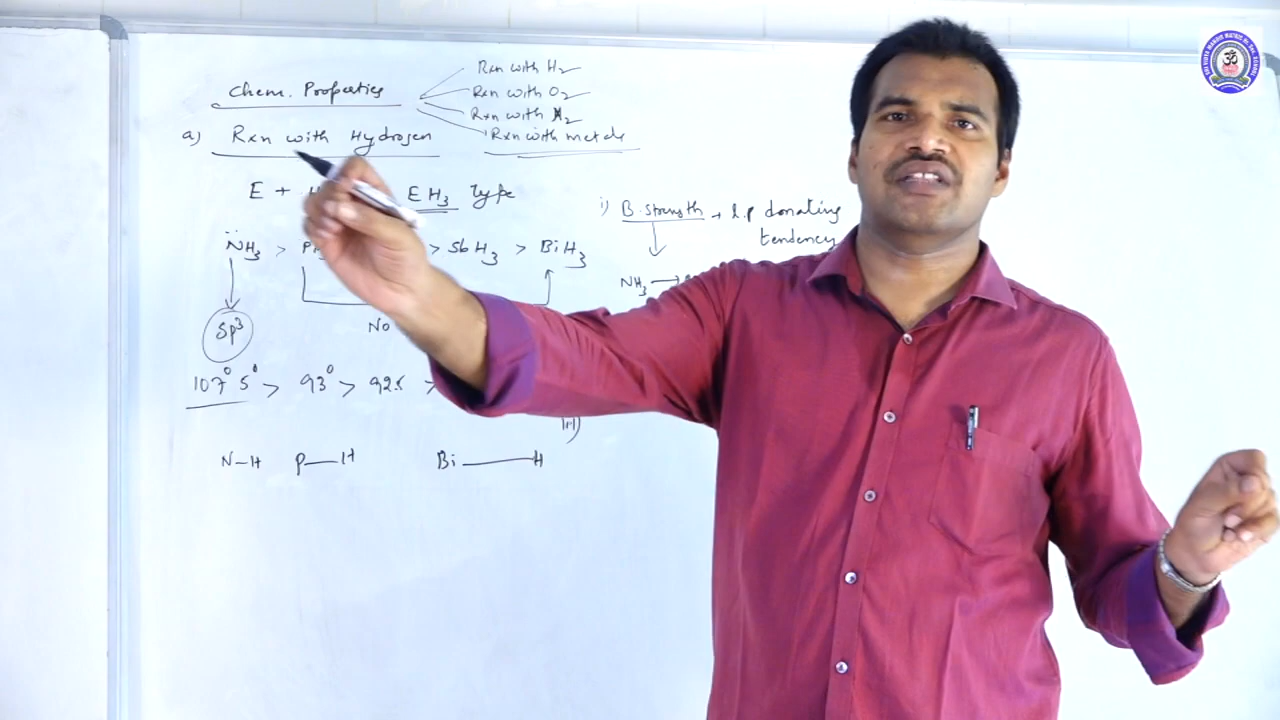 Chem. Properties
Rxn with H2
Rxn with O2
Rxn with X2
Rxn with metals
a) Rxn with Hydrogen
E + EH3 Type
i) B. strength → l.p donating
tendency
NH3 > > SbH3 > BiH3
NH3 →
Sp3
No
107° 5° > 93° > 92
N-H P-H Bi-H